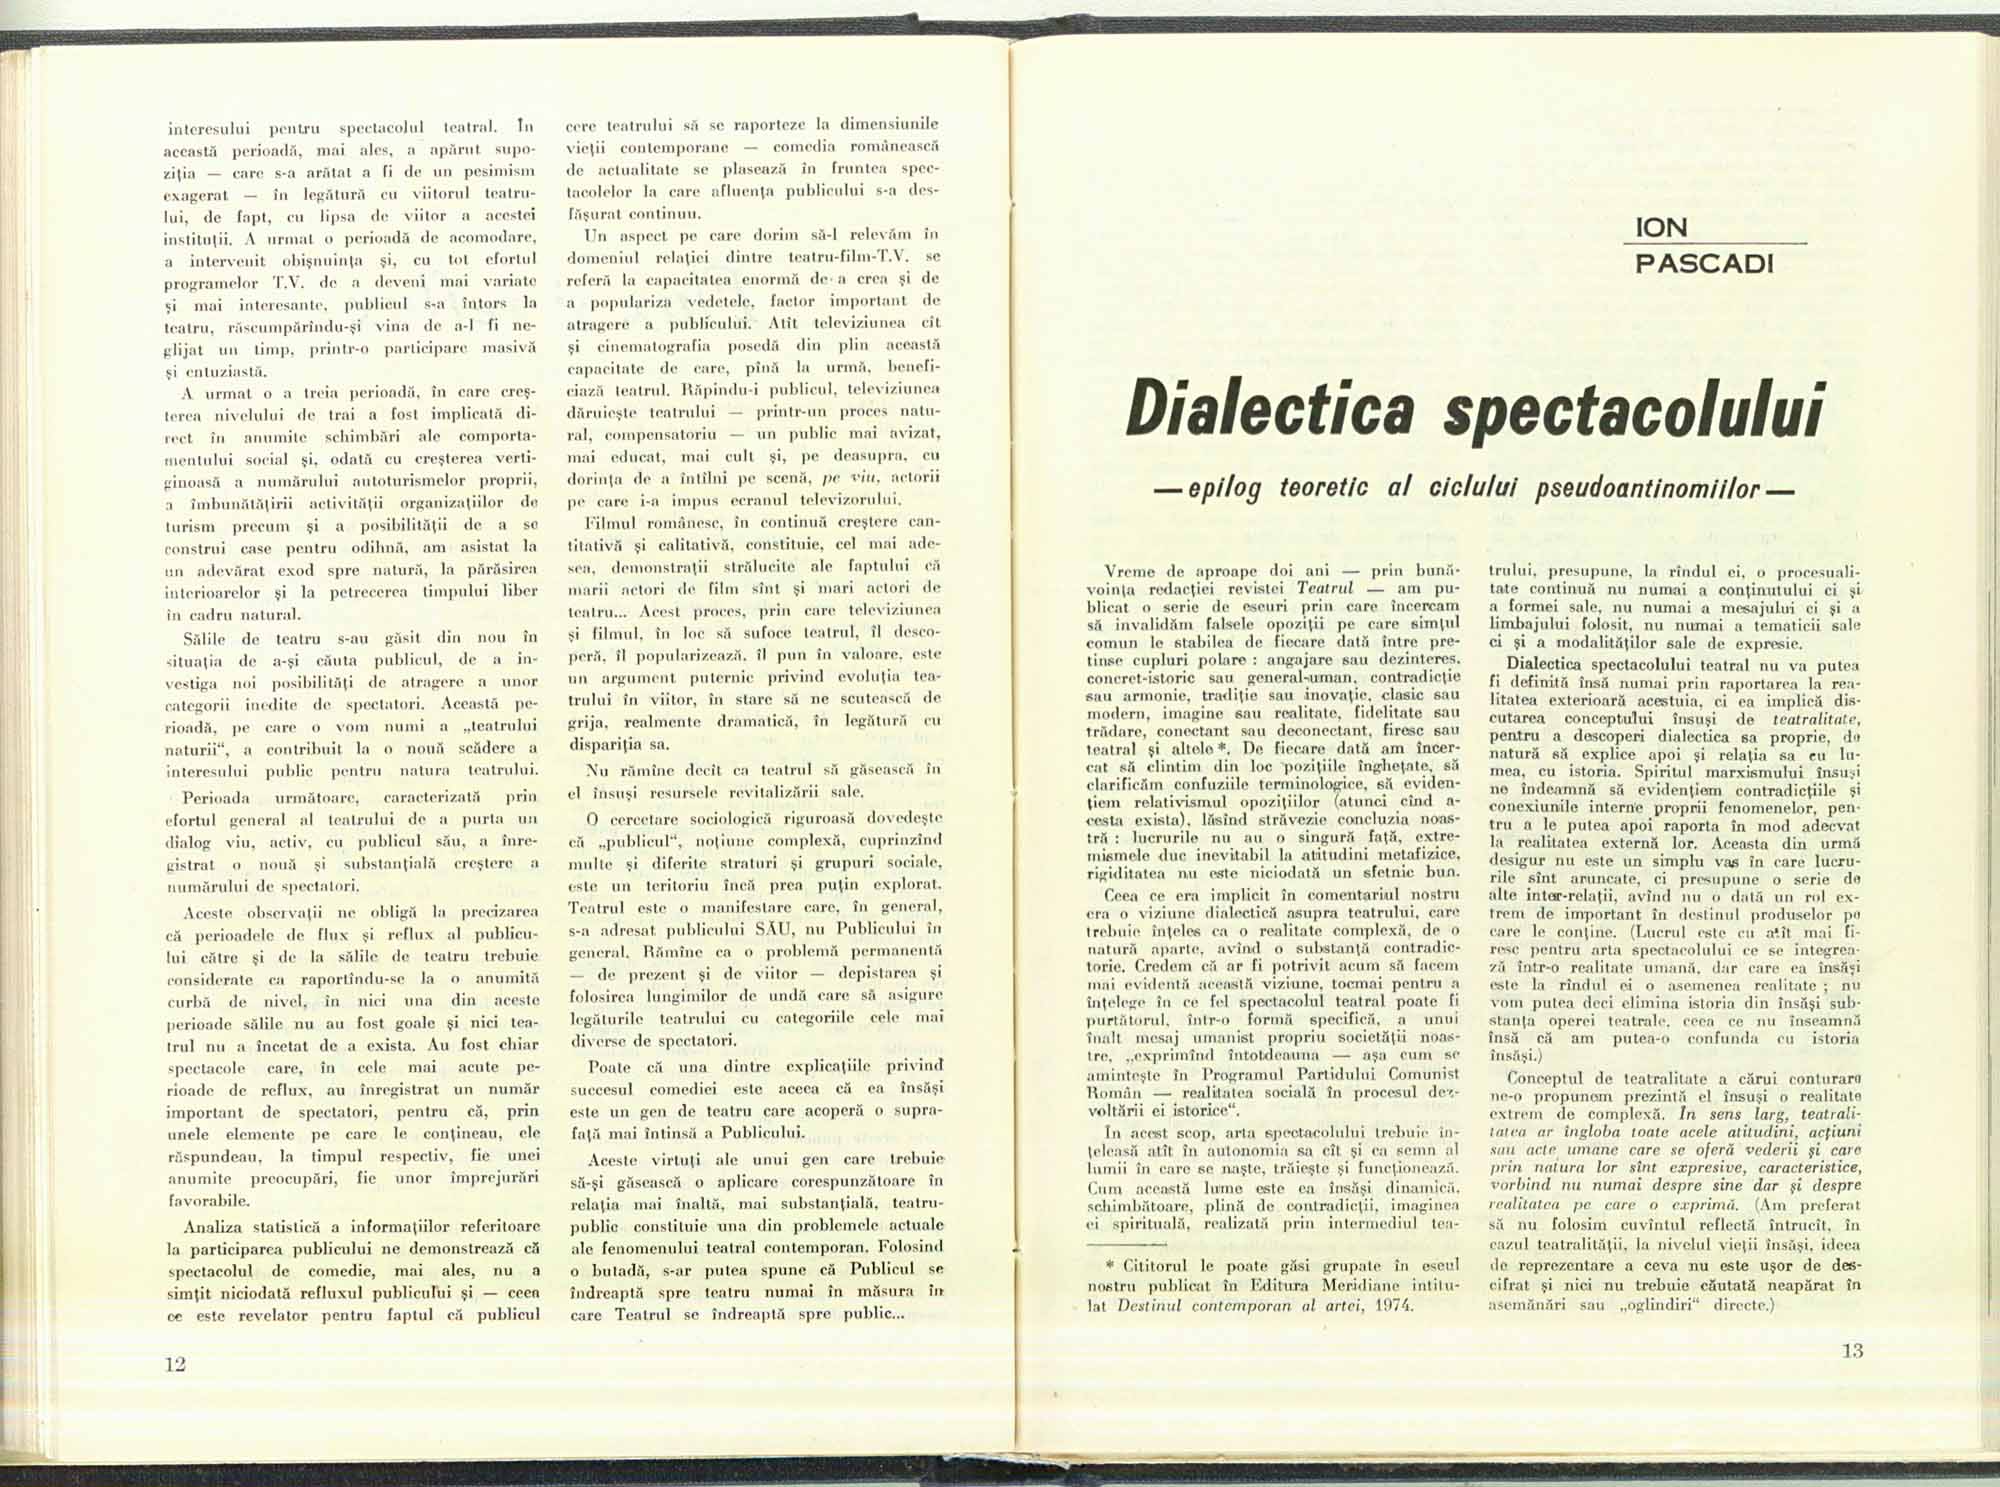 interesului pentru spectacolul teatral. În
această perioadă, mai ales, a apărut supo-
ziția — care s-a arătat a fi de un pesimism
exagerat — în legătură cu viitorul teatru-
lui, de fapt, cu lipsa de viitor a acestei
instituții. A urmat o perioadă de acomodare,
a intervenit obișnuința și, cu tot efortul
programelor T.V. de a deveni mai variate
și mai interesante, publicul s-a întors la
teatru, răscumpărîndu-și vina de a-l fi ne-
glijat un timp, printr-o participare masivă
și entuziastă.
A urmat o a treia perioadă, în care creș-
terea nivelului de trai a fost implicată di-
rect în anumite schimbări ale comporta-
mentului social și, odată cu creșterea verti-
ginoasă a numărului autoturismelor proprii,
a îmbunătățirii activității organizațiilor de
turism precum și a posibilității de a se
construi case pentru odihnă, am asistat la
un adevărat exod spre natură, la părăsirea
interioarelor și la petrecerea timpului liber
în cadru natural.
Sălile de teatru s-au găsit din nou în
situația de a-și căuta publicul, de a in-
vestiga noi posibilități de atragere a unor
categorii inedite de spectatori. Această pe-
rioadă, pe care o vom numi a „teatrului
naturii“, a contribuit la o nouă scădere a
interesului public pentru natura teatrului.
Perioada următoare, caracterizată prin
efortul general al teatrului de a purta un
dialog viu, activ, cu publicul său, a înre-
gistrat o nouă și substanțială creștere a
numărului de spectatori.
Aceste observații ne obligă la precizarea
că perioadele de flux și reflux al publicu-
lui către și de la sălile de teatru trebuie
considerate ca raportîndu-se la o anumită
curbă de nivel, în nici una din aceste
perioade sălile nu au fost goale și nici tea-
trul nu a încetat de a exista. Au fost chiar
spectacole care, în cele mai acute pe-
rioade de reflux, au înregistrat un număr
important de spectatori, pentru că, prin
unele elemente pe care le conțineau, ele
răspundeau, la timpul respectiv, fie unei
anumite preocupări, fie unor împrejurări
favorabile.
Analiza statistică a informațiilor referitoare
la participarea publicului ne demonstrează că
spectacolul de comedie, mai ales, nu a
simțit niciodată refluxul publicului și — ceea
ce este revelator pentru faptul că publicul
12
cere teatrului să se raporteze la dimensiunile
vieții contemporane — comedia românească
de actualitate se plasează în fruntea spec-
tacolelor la care afluența publicului s-a des-
fășurat continuu.
Un aspect pe care dorim să-l relevăm în
domeniul relației dintre teatru-film-T.V. se
referă la capacitatea enormă de a crea și de
a populariza vedetele, factor important de
atragere a publicului. Atît televiziunea cît
și cinematografia posedă din plin această
capacitate de care, pînă la urmă, benefi-
ciază teatrul. Răpindu-i publicul, televiziunea
dăruiește teatrului — printr-un proces natu-
ral, compensatoriu — un public mai avizat,
mai educat, mai cult și, pe deasupra, cu
dorința de a întîlni pe scenă, pe viu, actorii
pe care i-a impus ecranul televizorului.
Filmul românesc, în continuă creștere can-
titativă și calitativă, constituie, cel mai ade-
sea, demonstrații strălucite ale faptului că
marii actori de film sînt și mari actori de
teatru... Acest proces, prin care televiziunea
și filmul, în loc să sufoce teatrul, îl desco-
peră, îl popularizează, îl pun în valoare, este
un argument puternic privind evoluția tea-
trului în viitor, în stare să ne scutească de
grija, realmente dramatică, în legătură cu
dispariția sa.
Nu rămîne decît ca teatrul să găsească în
el însuși resursele revitalizării sale.
O cercetare sociologică riguroasă dovedește
că „publicul“, noțiune complexă, cuprinzînd
multe și diferite straturi și grupuri sociale,
este un teritoriu încă prea puțin explorat.
Teatrul este o manifestare care, în general,
s-a adresat publicului SĂU, nu Publicului în
general. Rămîne ca o problemă permanentă
— de prezent și de viitor — depistarea și
folosirea lungimilor de undă care să asigure
legăturile teatrului cu categoriile cele mai
diverse de spectatori.
Poate că una dintre explicațiile privind
succesul comediei este aceea că ea însăși
este un gen de teatru care acoperă o supra-
față mai întinsă a Publicului.
Aceste virtuți ale unui gen care trebuie
să-și găsească o aplicare corespunzătoare în
relația mai înaltă, mai substanțială, teatru-
public constituie una din problemele actuale
ale fenomenului teatral contemporan. Folosind
o butadă, s-ar putea spune că Publicul se
îndreaptă spre teatru numai în măsura în
care Teatrul se îndreaptă spre public...
ION
PASCADI
Dialectica spectacolului
— epilog teoretic al ciclului pseudoantinomiilor —
Vreme de aproape doi ani — prin bună-
voința redacției revistei Teatrul — am pu-
blicat o serie de eseuri prin care încercam
să invalidăm falsele opoziții pe care simțul
comun le stabilea de fiecare dată între pre-
tinse cupluri polare : angajare sau dezinteres,
concret-istoric sau general-uman, contradicție
sau armonie, tradiție sau inovație, clasic sau
modern, imagine sau realitate, fidelitate sau
trădare, conectant sau deconectant, firesc sau
teatral și altele *. De fiecare dată am încer-
cat să clintim din loc pozițiile înghețate, să
clarificăm confuziile terminologice, să eviden-
țiem relativismul opozițiilor (atunci cînd a-
cesta exista), lăsînd străvezie concluzia noas-
tră : lucrurile nu au o singură față, extre-
mismele duc inevitabil la atitudini metafizice,
rigiditatea nu este niciodată un sfetnic bun.
Ceea ce era implicit în comentariul nostru
era o viziune dialectică asupra teatrului, care
trebuie înțeles ca o realitate complexă, de o
natură aparte, avînd o substanță contradic-
torie. Credem că ar fi potrivit acum să facem
mai evidentă această viziune, tocmai pentru a
înțelege în ce fel spectacolul teatral poate fi
purtătorul, într-o formă specifică, a unui
înalt mesaj umanist propriu societății noas-
tre, „exprimînd întotdeauna — așa cum se
amintește în Programul Partidului Comunist
Român — realitatea socială în procesul dez-
voltării ei istorice“.
In acest scop, arta spectacolului trebuie în-
țeleasă atît în autonomia sa cît și ca semn al
lumii în care se naște, trăiește și funcționează.
Cum această lume este ea însăși dinamică,
schimbătoare, plină de contradicții, imaginea
ei spirituală, realizată prin intermediul tea-
* Cititorul le poate găsi grupate în eseul
nostru publicat în Editura Meridiane intitu-
lat Destinul contemporan al artei, 1974.
trului, presupune, la rîndul ei, o procesuali-
tate continuă nu numai a conținutului ci și
a formei sale, nu numai a mesajului ci și a
limbajului folosit, nu numai a tematicii sale
ci și a modalităților sale de expresie.
Dialectica spectacolului teatral nu va putea
fi definită însă numai prin raportarea la rea-
litatea exterioară acestuia, ci ea implică dis-
cutarea conceptului însuși de teatralitate,
pentru a descoperi dialectica sa proprie, de
natură să explice apoi și relația sa cu lu-
mea, cu istoria. Spiritul marxismului însuși
ne îndeamnă să evidențiem contradicțiile și
conexiunile interne proprii fenomenelor, pen-
tru a le putea apoi raporta în mod adecvat
la realitatea externă lor. Aceasta din urmă
desigur nu este un simplu vas în care lucru-
rile sînt aruncate, ci presupune o serie de
alte inter-relații, avînd nu o dată un rol ex-
trem de important în destinul produselor pe
care le conține. (Lucrul este cu atît mai fi-
resc pentru arta spectacolului ce se integrea-
ză într-o realitate umană, dar care ea însăși
este la rîndul ei o asemenea realitate ; nu
vom putea deci elimina istoria din însăși sub-
stanța operei teatrale, ceea ce nu înseamnă
însă că am putea-o confunda cu istoria
însăși.)
Conceptul de teatralitate a cărui conturare
ne-o propunem prezintă el însuși o realitate
extrem de complexă. In sens larg, teatrali-
tatea ar îngloba toate acele atitudini, acțiuni
sau acte umane care se oferă vederii și care
prin natura lor sînt expresive, caracteristice,
vorbind nu numai despre sine dar și despre
realitatea pe care o exprimă. (Am preferat
să nu folosim cuvîntul reflectă întrucît, în
cazul teatralității, la nivelul vieții însăși, ideea
de reprezentare a ceva nu este ușor de des-
cifrat și nici nu trebuie căutată neapărat în
asemănări sau „oglindiri“ directe.)
13